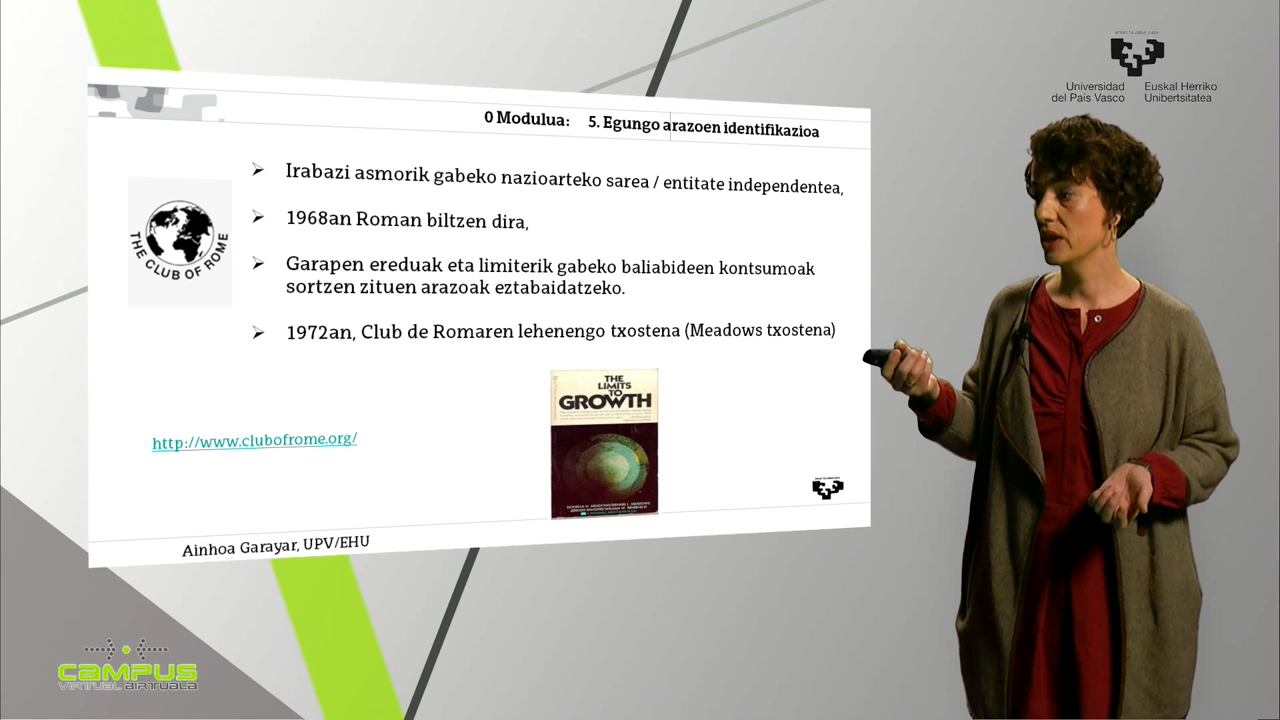 Universidad
del País Vasco
Euskal Herriko
Unibertsitatea
0 Modulua: 5. Egungo arazoen identifikazioa
THE CLUB OF ROME
Irabazi asmorik gabeko nazioarteko sarea / entitate independentea,
1968an Roman biltzen dira,
Garapen ereduak eta limiterik gabeko baliabideen kontsumoak
sortzen zituen arazoak eztabaidatzeko.
1972an, Club de Romaren lehenengo txostena (Meadows txostena)
THE
LIMITS
TO
GROWTH
http://www.clubofrome.org/
Ainhoa Garayar, UPV/EHU
CAMPUS
VIRTUAL BIRTUALA